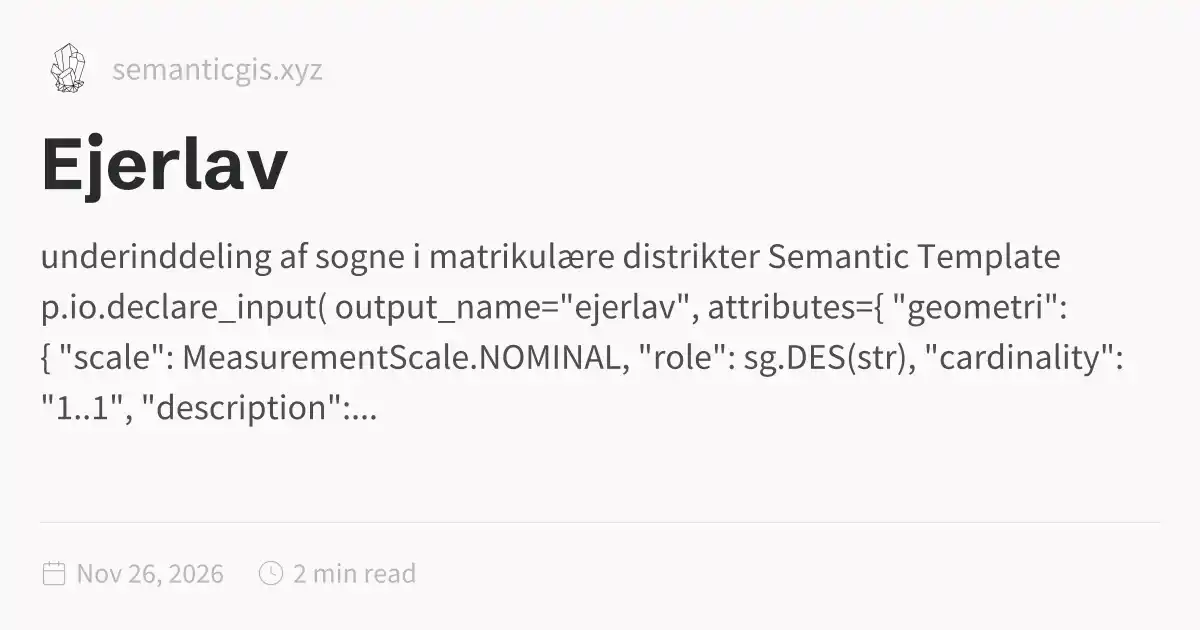 semanticgis.xyz
Ejerlav
underinddeling af sogne i matrikulære distrikter Semantic Template
p.io.declare_input( output_name="ejerlav", attributes={ "geometri":
{ "scale": MeasurementScale.NOMINAL, "role": sg.DES(str), "cardinality":
"1..1", "description":...
Nov 26, 2026 2 min read